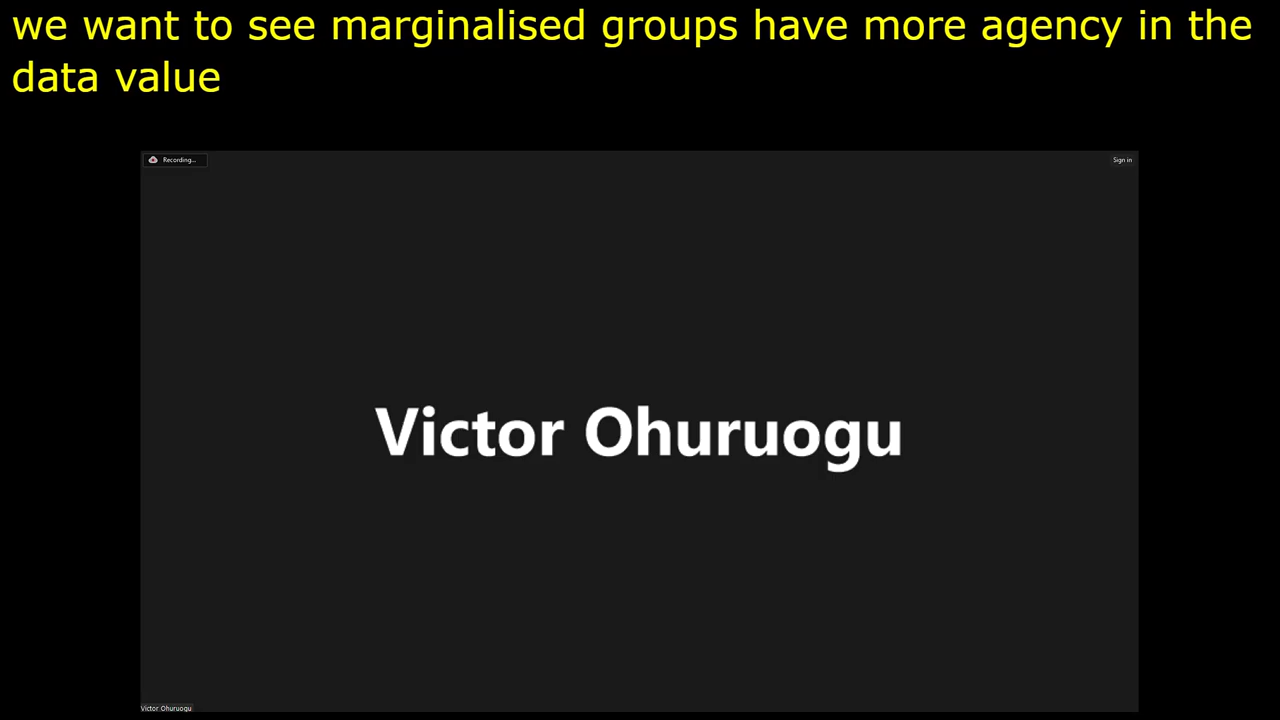 we want to see marginalised groups have more agency in the
data value
Recording...
Sign in
Victor Ohuruogu
Victor Ohuruogu